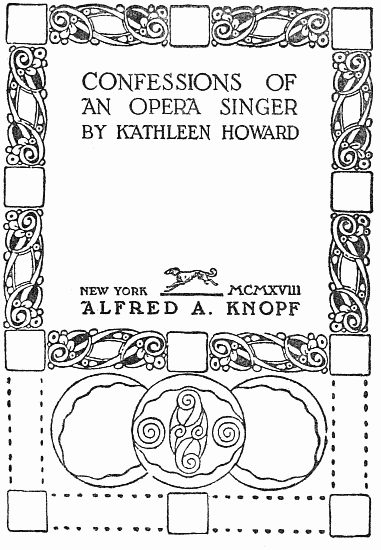 CONFESSIONS OF
AN OPERA SINGER
BY KATHLEEN HOWARD
NEW YORK MCMXVIII
ALFRED A. KNOPF